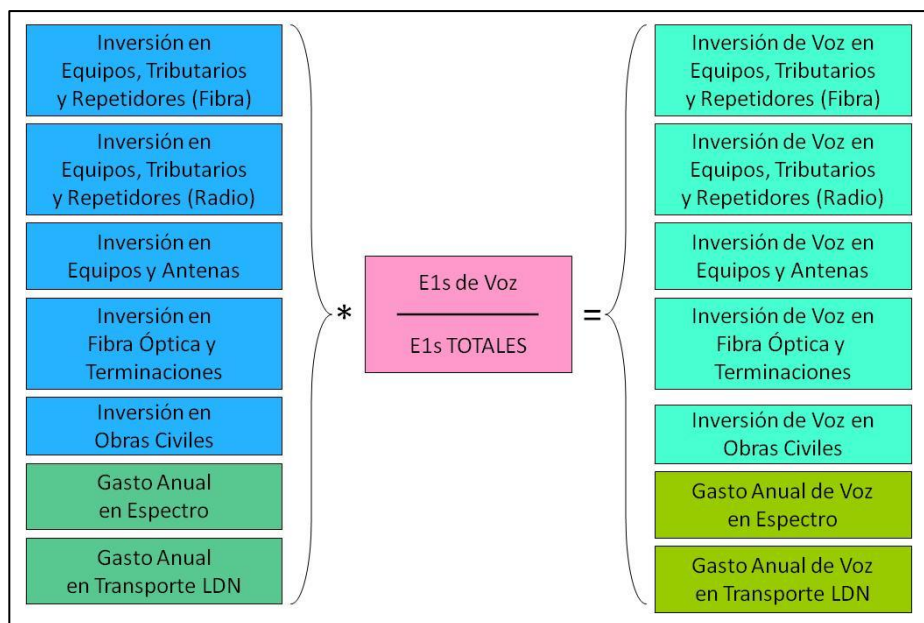 Inversión en
Equipos, Tributarios
y Repetidores (Fibra)
Inversión en
Equipos, Tributarios
y Repetidores (Radio)
Inversión en
Equipos y Antenas
Inversión en
Fibra Óptica y
Terminaciones
Inversión en
Obras Civiles
Gasto Anual
en Espectro
Gasto Anual
en Transporte LDN
*
E1s de Voz
E1s TOTALES
=
Inversión de Voz en
Equipos, Tributarios
y Repetidores (Fibra)
Inversión de Voz en
Equipos, Tributarios
y Repetidores (Radio)
Inversión de Voz en
Equipos y Antenas
Inversión de Voz en
Fibra Óptica y
Terminaciones
Inversión de Voz en
Obras Civiles
Gasto Anual de Voz
en Espectro
Gasto Anual de Voz
en Transporte LDN